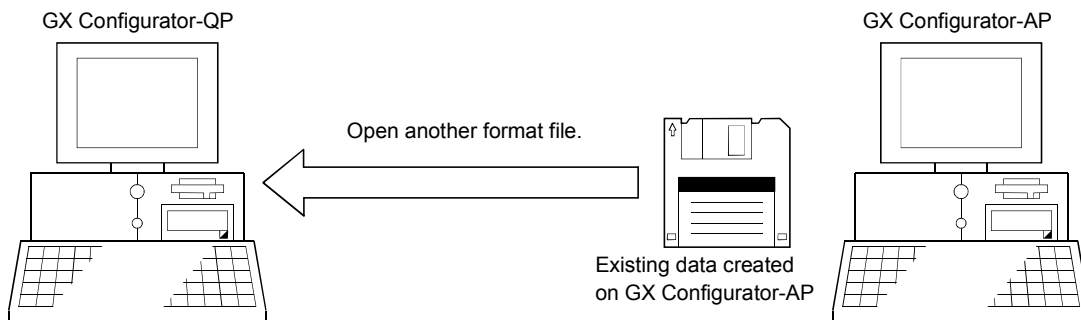 GX Configurator-QP
GX Configurator-AP
Open another format file.
Existing data created
on GX Configurator-AP